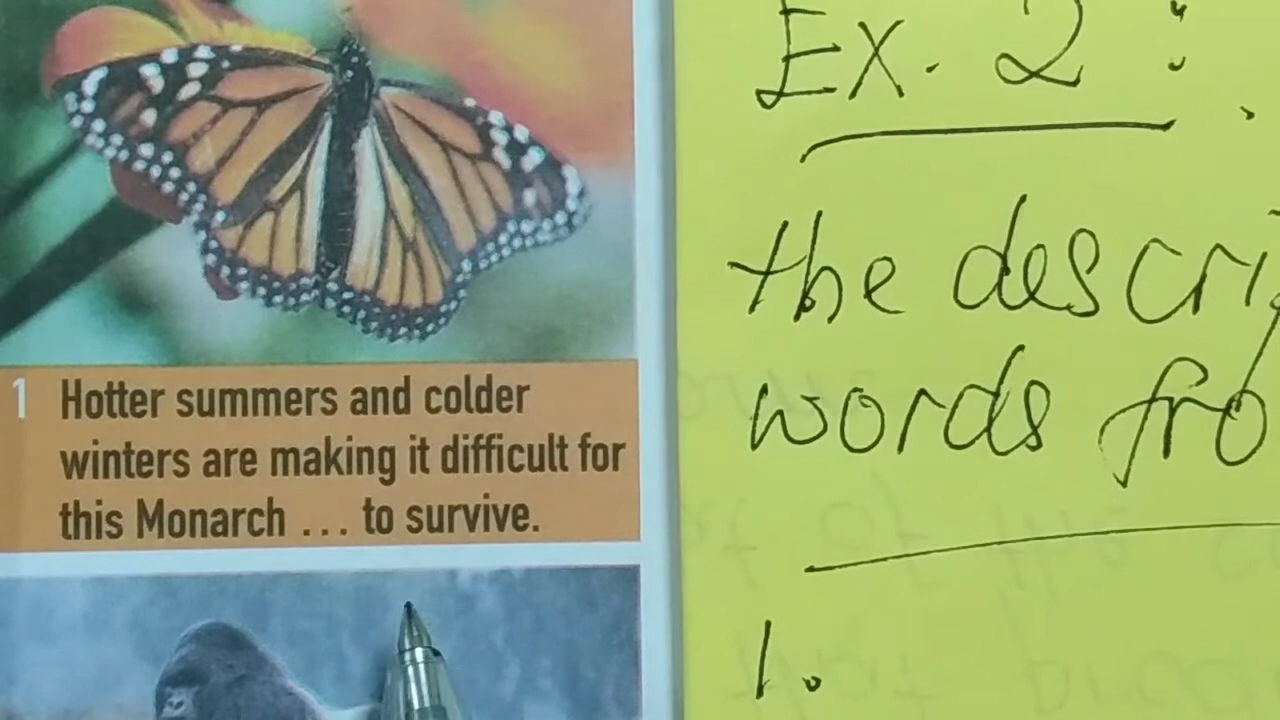 1 Hotter summers and colder
winters are making it difficult for
this Monarch ... to survive.
Ex. 2:
the descri
words fro
1.